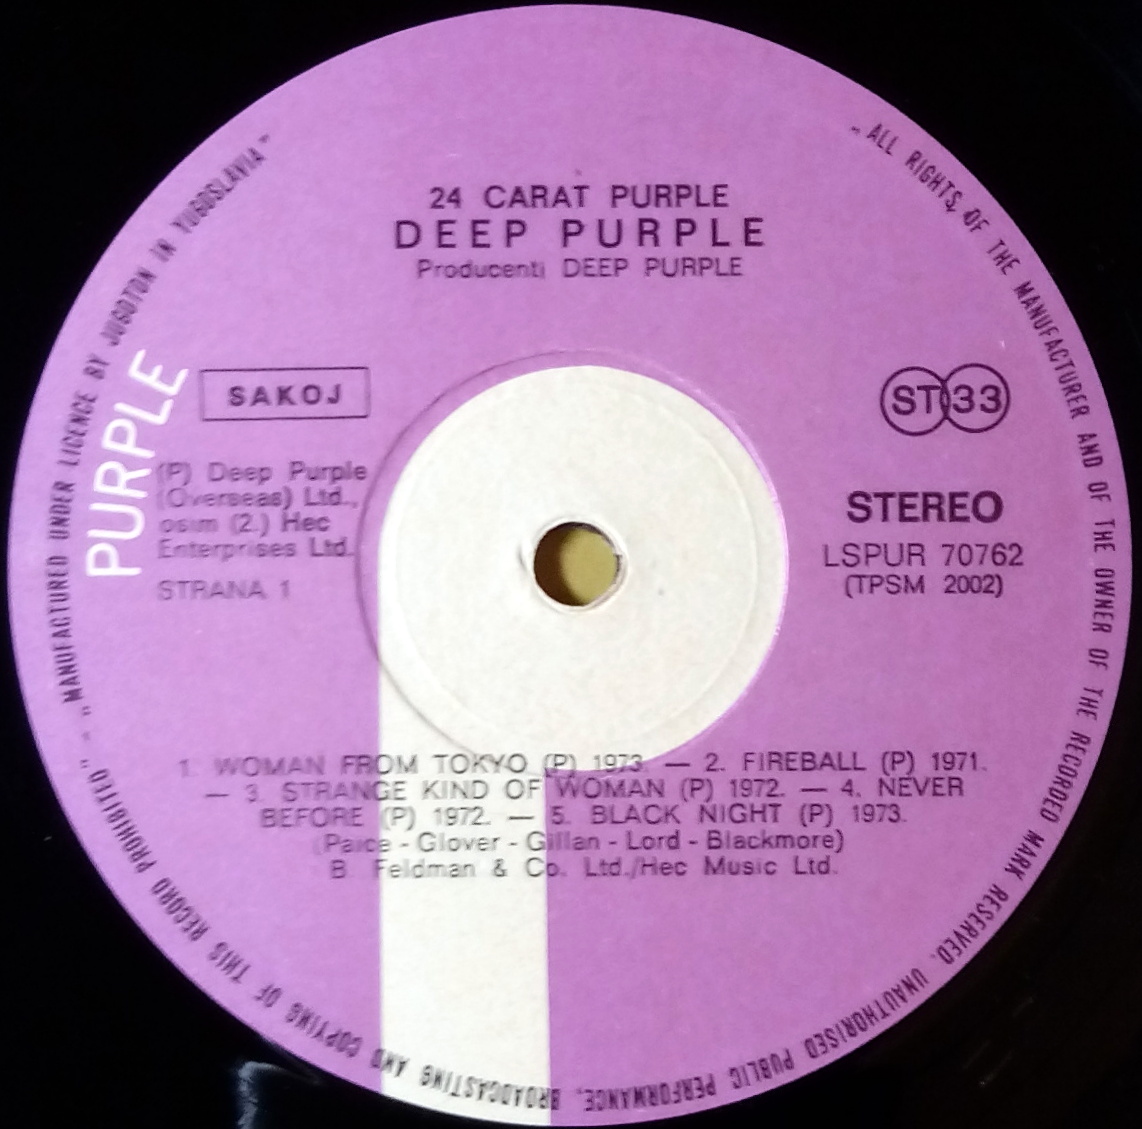 24 CARAT PURPLE
DEEP PURPLE
Producenti DEEP PURPLE
PURPLE
SAKOJ
(P) Deep Purple
(Overseas) Ltd.,
osim (2.) Hec
Enterprises Ltd.
STRANA 1
ST 33
STEREO
LSPUR 70762
(TPSM 2002)
1. WOMAN FROM TOKYO (P) 1973. — 2. FIREBALL (P) 1971.
— 3. STRANGE KIND OF WOMAN (P) 1972. — 4. NEVER
BEFORE (P) 1972. — 5. BLACK NIGHT (P) 1973.
(Paice - Glover - Gillan - Lord - Blackmore)
B. Feldman & Co. Ltd./Hec Music Ltd.
„MANUFACTURED UNDER LICENCE BY JUGOTON IN YUGOSLAVIA"
„ALL RIGHTS OF THE MANUFACTURER AND OF THE OWNER OF THE RECORDED MARK RESERVED. UNAUTHORISED PUBLIC PERFORMANCE, BROADCASTING AND COPYING OF THIS RECORD PROHIBITED" -